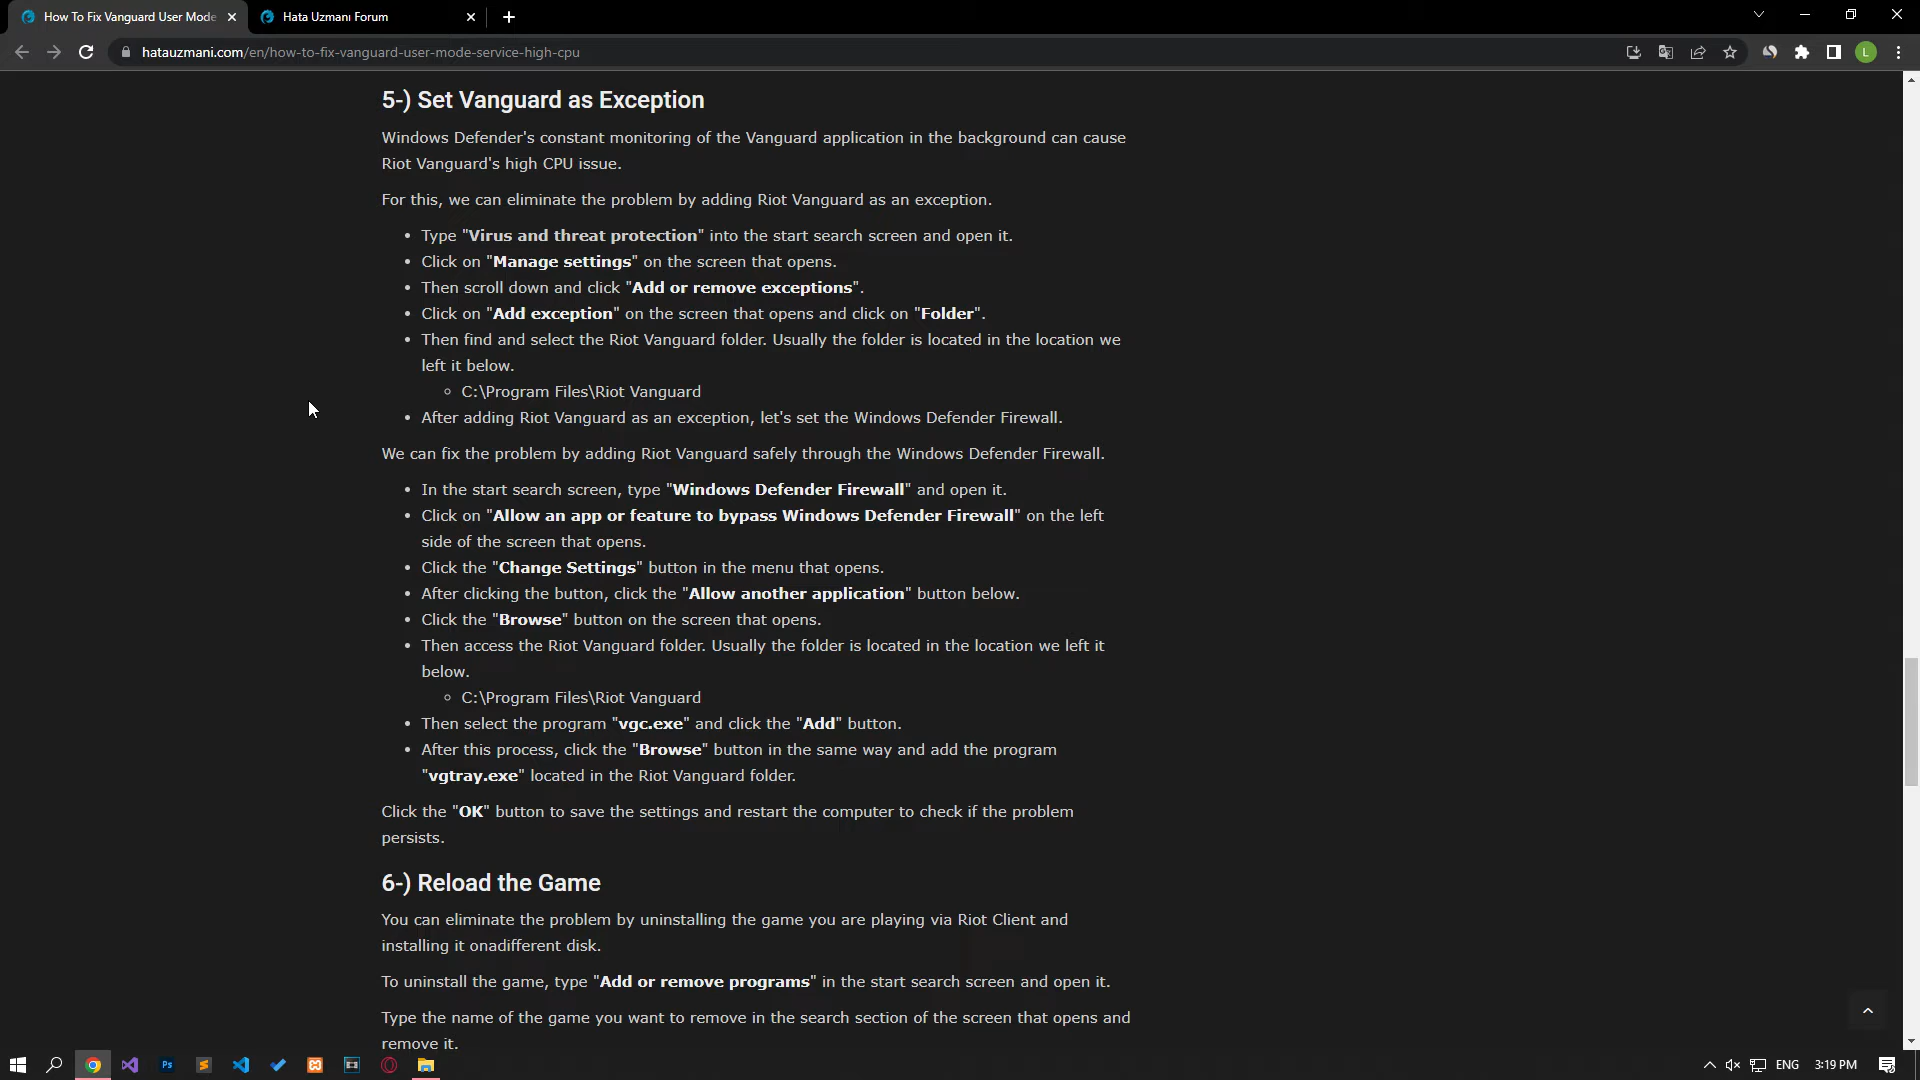 How To Fix Vanguard User Mode
Hata Uzmanı Forum
hatauzmani.com/en/how-to-fix-vanguard-user-mode-service-high-cpu
L
5-) Set Vanguard as Exception
Windows Defender's constant monitoring of the Vanguard application in the background can cause
Riot Vanguard's high CPU issue.
For this, we can eliminate the problem by adding Riot Vanguard as an exception.
• Type "Virus and threat protection" into the start search screen and open it.
• Click on "Manage settings" on the screen that opens.
• Then scroll down and click "Add or remove exceptions".
• Click on "Add exception" on the screen that opens and click on "Folder".
• Then find and select the Riot Vanguard folder. Usually the folder is located in the location we
left it below.
◦ C:\Program Files\Riot Vanguard
• After adding Riot Vanguard as an exception, let's set the Windows Defender Firewall.
We can fix the problem by adding Riot Vanguard safely through the Windows Defender Firewall.
• In the start search screen, type "Windows Defender Firewall" and open it.
• Click on "Allow an app or feature to bypass Windows Defender Firewall" on the left
side of the screen that opens.
• Click the "Change Settings" button in the menu that opens.
• After clicking the button, click the "Allow another application" button below.
• Click the "Browse" button on the screen that opens.
• Then access the Riot Vanguard folder. Usually the folder is located in the location we left it
below.
◦ C:\Program Files\Riot Vanguard
• Then select the program "vgc.exe" and click the "Add" button.
• After this process, click the "Browse" button in the same way and add the program
"vgtray.exe" located in the Riot Vanguard folder.
Click the "OK" button to save the settings and restart the computer to check if the problem
persists.
6-) Reload the Game
You can eliminate the problem by uninstalling the game you are playing via Riot Client and
installing it onadifferent disk.
To uninstall the game, type "Add or remove programs" in the start search screen and open it.
Type the name of the game you want to remove in the search section of the screen that opens and
remove it.
Ps
ENG
3:19 PM